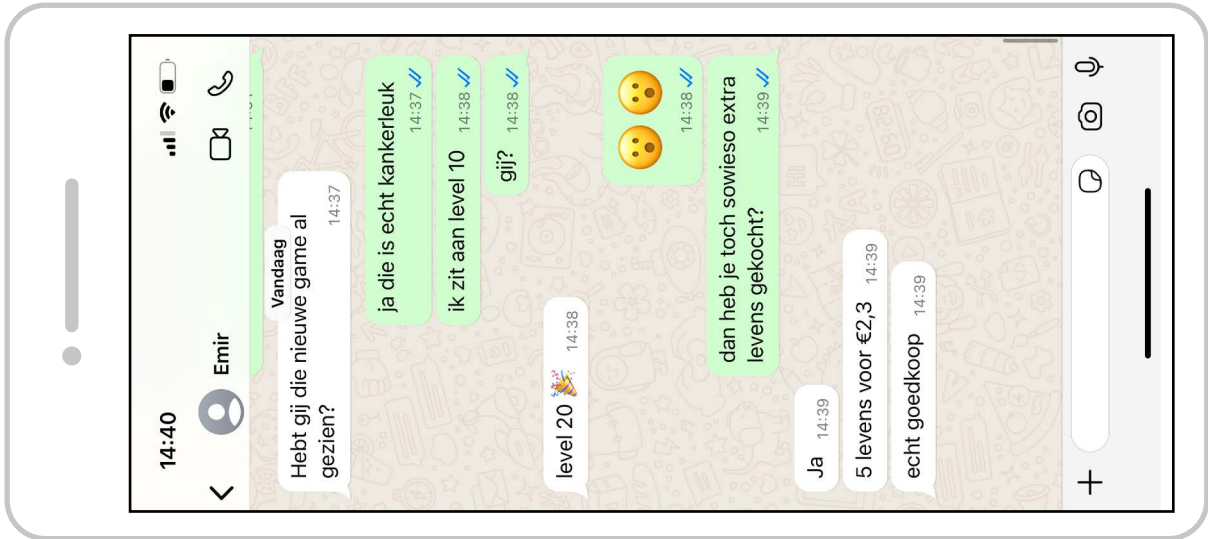 14:40
Emir
Vandaag
Hebt gij die nieuwe game al
gezien?
14:37
ja die is echt kankerleuk
14:37
ik zit aan level 10 14:38
gij? 14:38
level 20 🎉 14:38
😮😮
14:38
dan heb je toch sowieso extra
levens gekocht?
14:39
Ja 14:39
5 levens voor €2,3 14:39
echt goedkoop 14:39